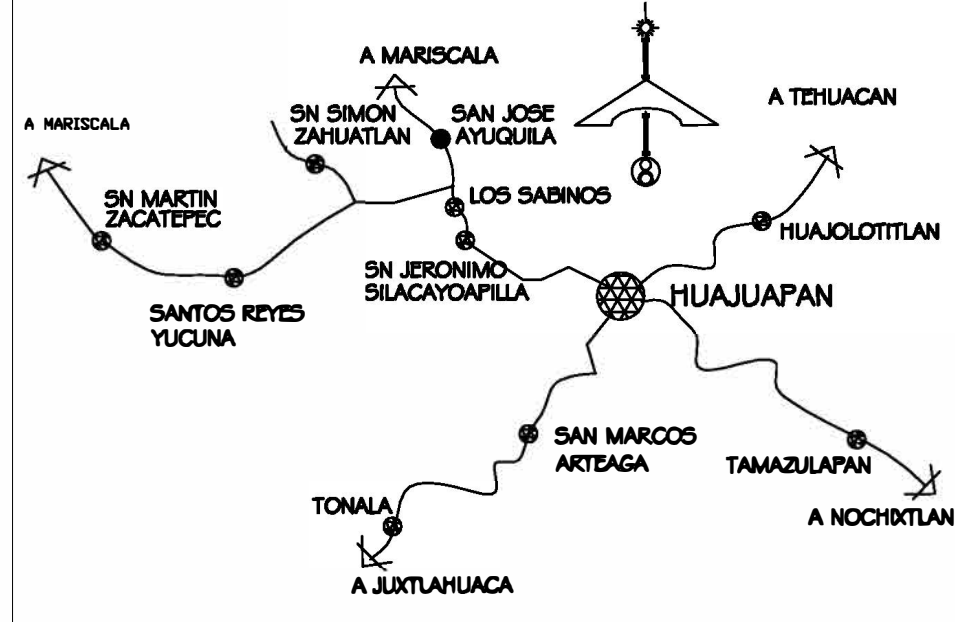 A MARISCALA
A TEHUACAN
SN SIMON
ZAHUATLAN
SAN JOSE
AYUQUILA
A MARISCALA
SN MARTIN
ZACATEPEC
LOS SABINOS
HUAJOLOTITLAN
SN JERONIMO
SILACAYOAPILLA
HUAJUAPAN
SANTOS REYES
YUCUNA
SAN MARCOS
ARTEAGA
TAMAZULAPAN
TONALA
A NOCHIXTLAN
A JUXTLAHUACA